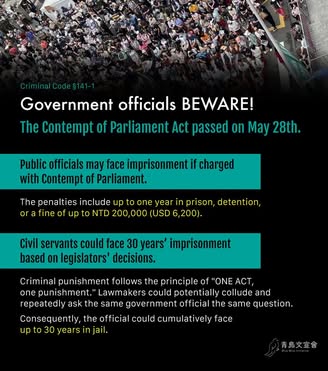 Criminal Code §141-1
Government officials BEWARE!
The Contempt of Parliament Act passed on May 28th.
Public officials may face imprisonment if charged
with Contempt of Parliament.
The penalties include up to one year in prison, detention,
or a fine of up to NTD 200,000 (USD 6,200).
Civil servants could face 30 years' imprisonment
based on legislators' decisions.
Criminal punishment follows the principle of "ONE ACT,
one punishment." Lawmakers could potentially collude and
repeatedly ask the same government official the same question.
Consequently, the official could cumulatively face
up to 30 years in jail.
青鳥文宣會